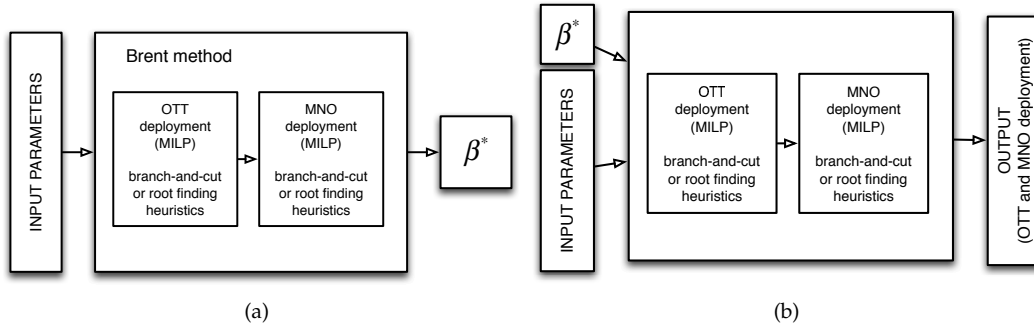 INPUT PARAMETERS
Brent method
OTT
deployment
(MILP)
branch-and-cut
or root finding
heuristics
MNO
deployment
(MILP)
branch-and-cut
or root finding
heuristics
β*
(a)
β*
INPUT PARAMETERS
OTT
deployment
(MILP)
branch-and-cut
or root finding
heuristics
MNO
deployment
(MILP)
branch-and-cut
or root finding
heuristics
OUTPUT
(OTT and MNO deployment)
(b)